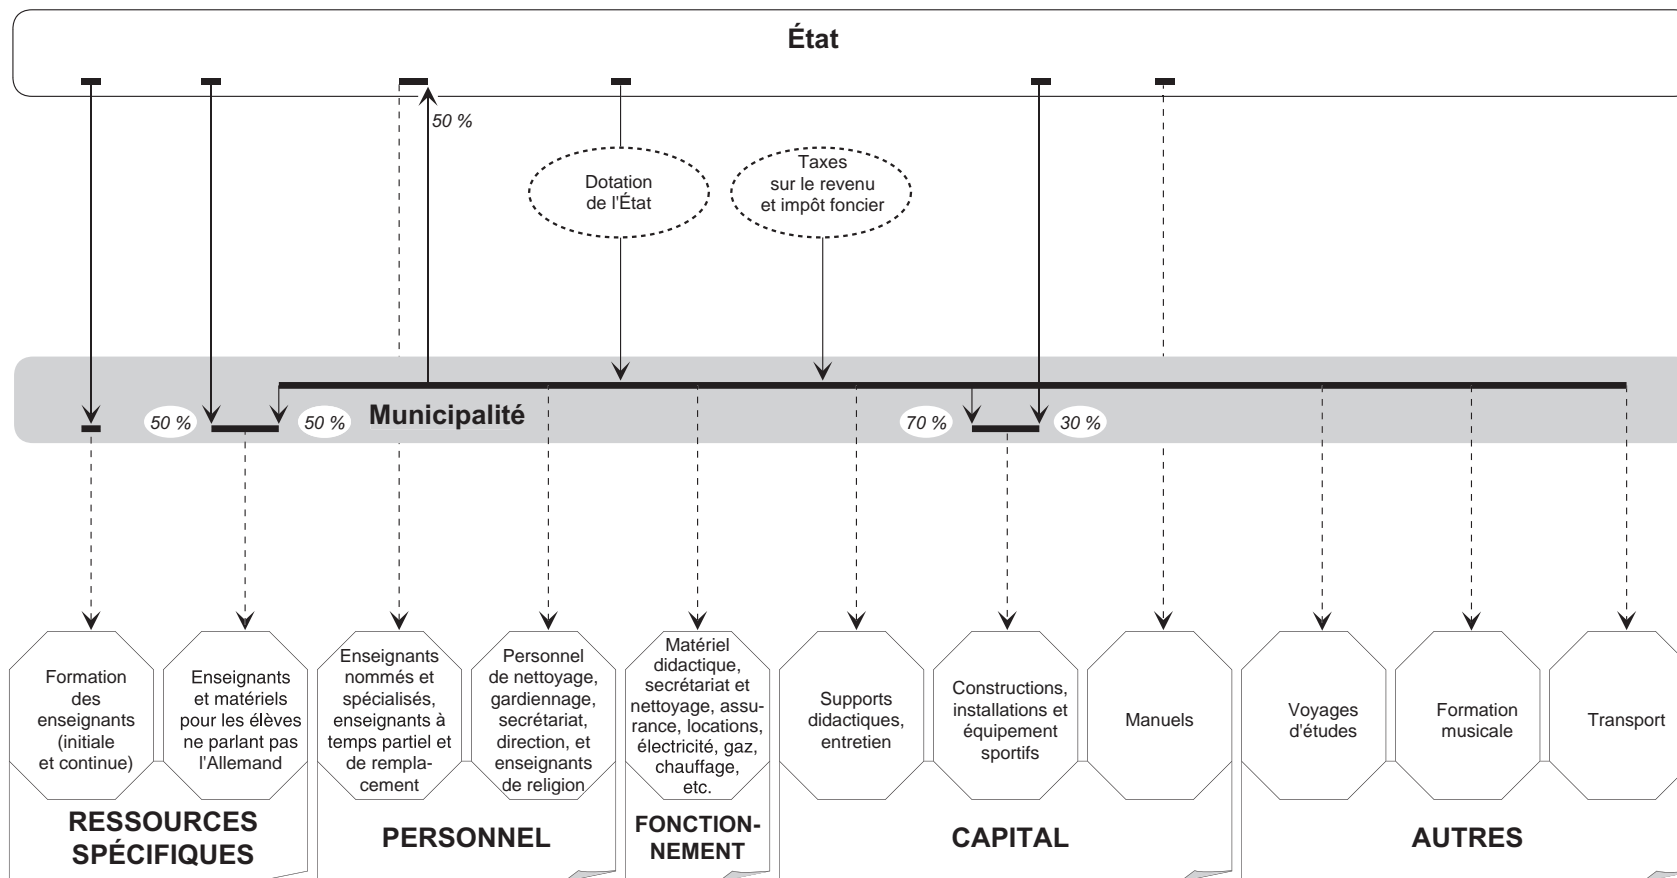 État
50 %
Dotation
de l'État
Taxes
sur le revenu
et impôt foncier
50 %
50 %
Municipalité
70 %
30 %
Formation
des
enseignants
(initiale
et continue)
Enseignants
et matériels
pour les élèves
ne parlant pas
l'Allemand
Enseignants
nommés et
spécialisés,
enseignants à
temps partiel et
de rempla-
cement
Personnel
de nettoyage,
gardiennage,
secrétariat,
direction, et
enseignants
de religion
Matériel
didactique,
secrétariat et
nettoyage, assu-
rance, locations,
électricité, gaz,
chauffage,
etc.
Supports
didactiques,
entretien
Constructions,
installations et
équipement
sportifs
Manuels
Voyages
d'études
Formation
musicale
Transport
RESSOURCES
SPÉCIFIQUES
PERSONNEL
FONCTION-
NEMENT
CAPITAL
AUTRES